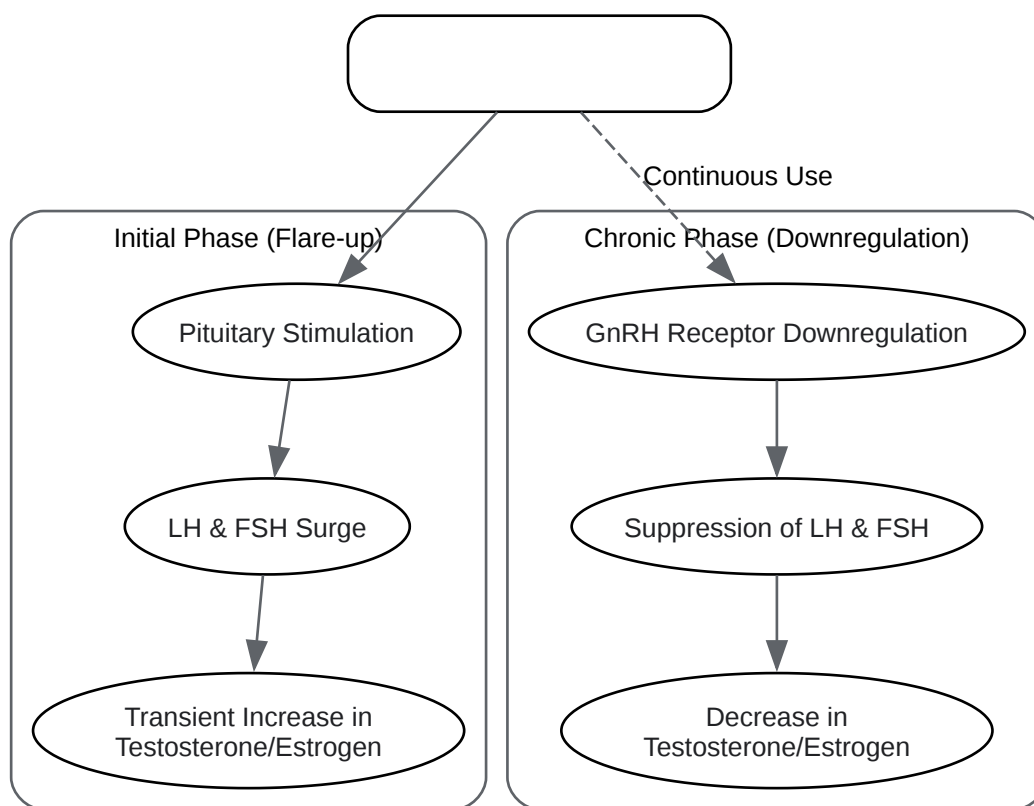 Continuous Use
Initial Phase (Flare-up)
Chronic Phase (Downregulation)
Pituitary Stimulation
GnRH Receptor Downregulation
LH & FSH Surge
Suppression of LH & FSH
Transient Increase in
Testosterone/Estrogen
Decrease in
Testosterone/Estrogen